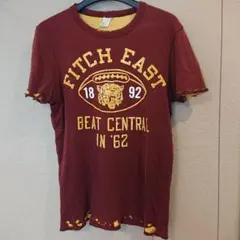 FITCH EAST
18 92
BEAT CENTRAL
IN '62